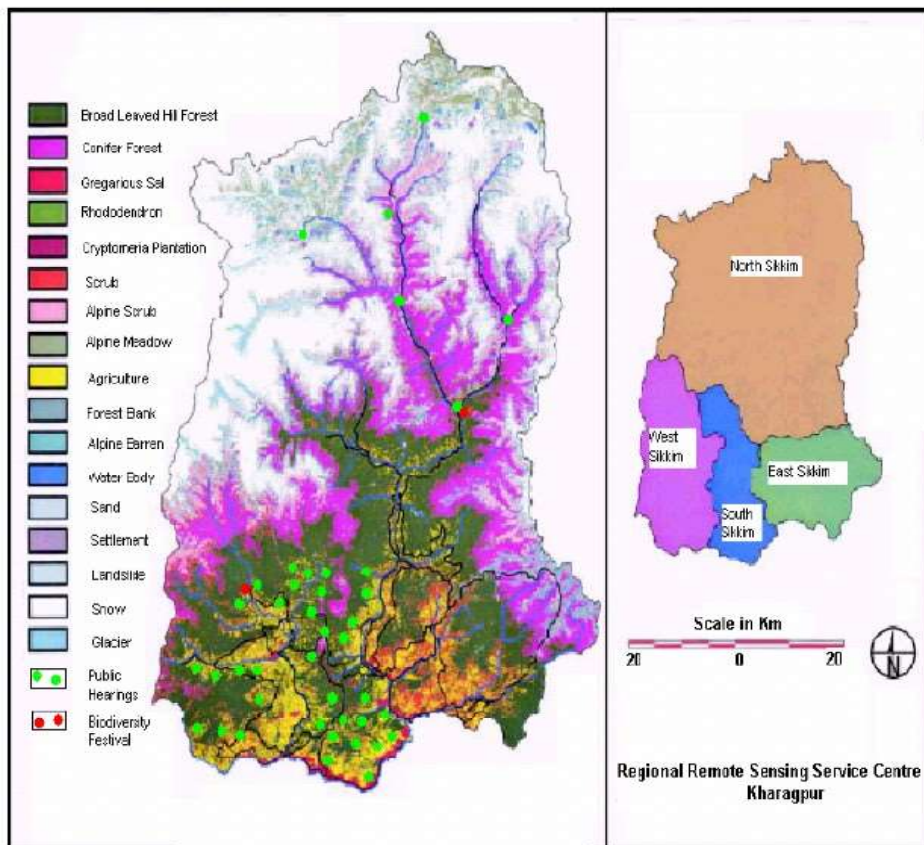 Broad Leaved Hill Forest
Conifer Forest
Gregarious Sal
Rhododendron
Cryptomeria Plantation
Scrub
Alpine Scrub
Alpine Meadow
Agriculture
Forest Bank
Alpine Barren
Water Body
Sand
Settlement
Landslide
Snow
Glacier
Public
Hearings
Biodiversity
Festival
North Sikkim
West
Sikkim
East Sikkim
South
Sikkim
Scale in Km
20 0 20
N
Regional Remote Sensing Service Centre
Kharagpur